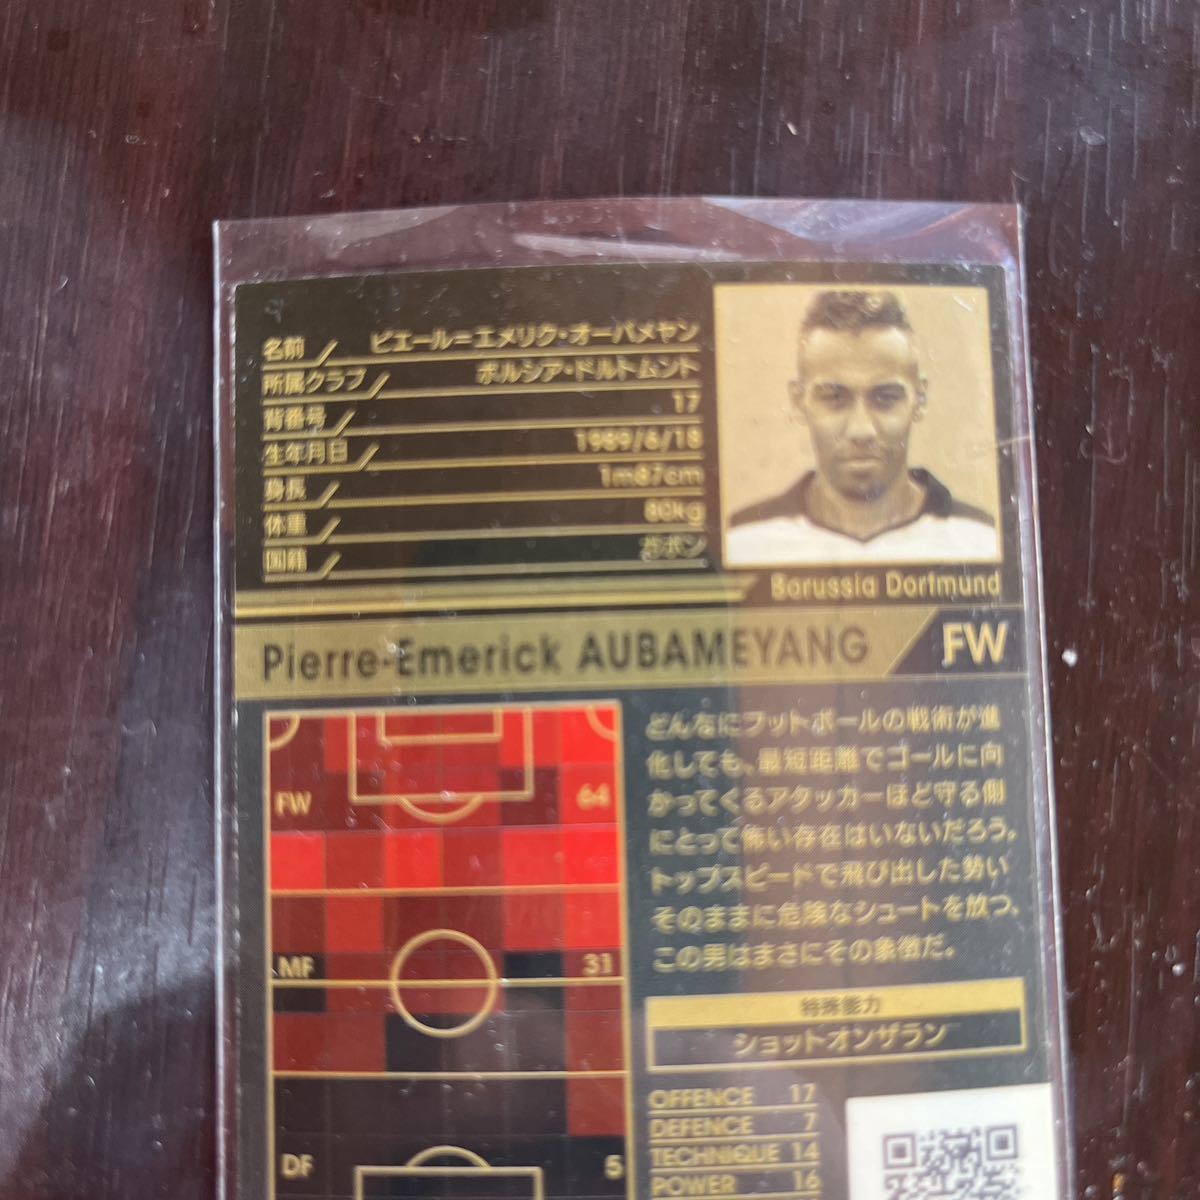 名前 ピエール=エメリク・オーバメヤン
所属クラブ ボルシア・ドルトムント
背番号 17
生年月日 1989/6/18
身長 1m87cm
体重 80kg
国籍 ガボン
Borussia Dortmund
Pierre-Emerick AUBAMEYANG FW
FW 64
MF 31
DF 5
どんなにフットボールの戦術が進
化しても、最短距離でゴールに向
かってくるアタッカーほど守る側
にとって怖い存在はいないだろう。
トップスピードで飛び出した勢い
そのままに危険なシュートを放つ、
この男はまさにその象徴だ。
特殊能力
ショットオンザラン
OFFENCE 17
DEFENCE 7
TECHNIQUE 14
POWER 16